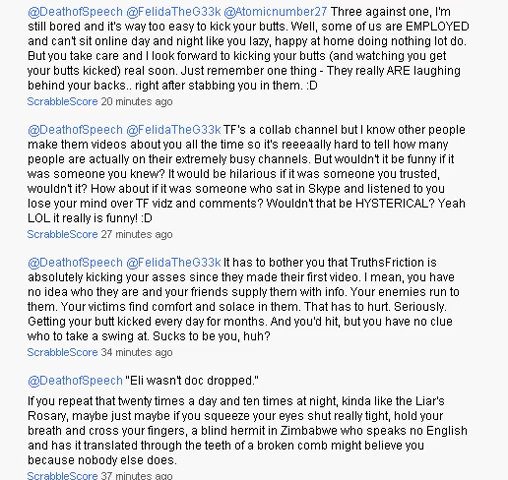 @DeathofSpeech @FelidaTheG33k @Atomicnumber27 Three against one, I'm
still bored and it's way too easy to kick your butts. Well, some of us are EMPLOYED
and can't sit online day and night like you lazy, happy at home doing nothing lot do.
But you take care and I look forward to kicking your butts (and watching you get
your butts kicked) real soon. Just remember one thing - They really ARE laughing
behind your backs.. right after stabbing you in them. :D
ScrabbleScore 20 minutes ago
@DeathofSpeech @FelidaTheG33k TF's a collab channel but I know other people
make them videos about you all the time so it's reeeaally hard to tell how many
people are actually on their extremely busy channels. But wouldn't it be funny if it
was someone you knew? It would be hilarious if it was someone you trusted,
wouldn't it? How about if it was someone who sat in Skype and listened to you
lose your mind over TF vidz and comments? Wouldn't that be HYSTERICAL? Yeah
LOL it really is funny! :D
ScrabbleScore 27 minutes ago
@DeathofSpeech @FelidaTheG33k It has to bother you that TruthsFriction is
absolutely kicking your asses since they made their first video. I mean, you have
no idea who they are and your friends supply them with info. Your enemies run to
them. Your victims find comfort and solace in them. That has to hurt. Seriously.
Getting your butt kicked every day for months. And you'd hit, but you have no clue
who to take a swing at. Sucks to be you, huh?
ScrabbleScore 34 minutes ago
@DeathofSpeech "Eli wasn't doc dropped."
If you repeat that twenty times a day and ten times at night, kinda like the Liar's
Rosary, maybe just maybe if you squeeze your eyes shut really tight, hold your
breath and cross your fingers, a blind hermit in Zimbabwe who speaks no English
and has it translated through the teeth of a broken comb might believe you
because nobody else does.
ScrabbleScore 37 minutes ago